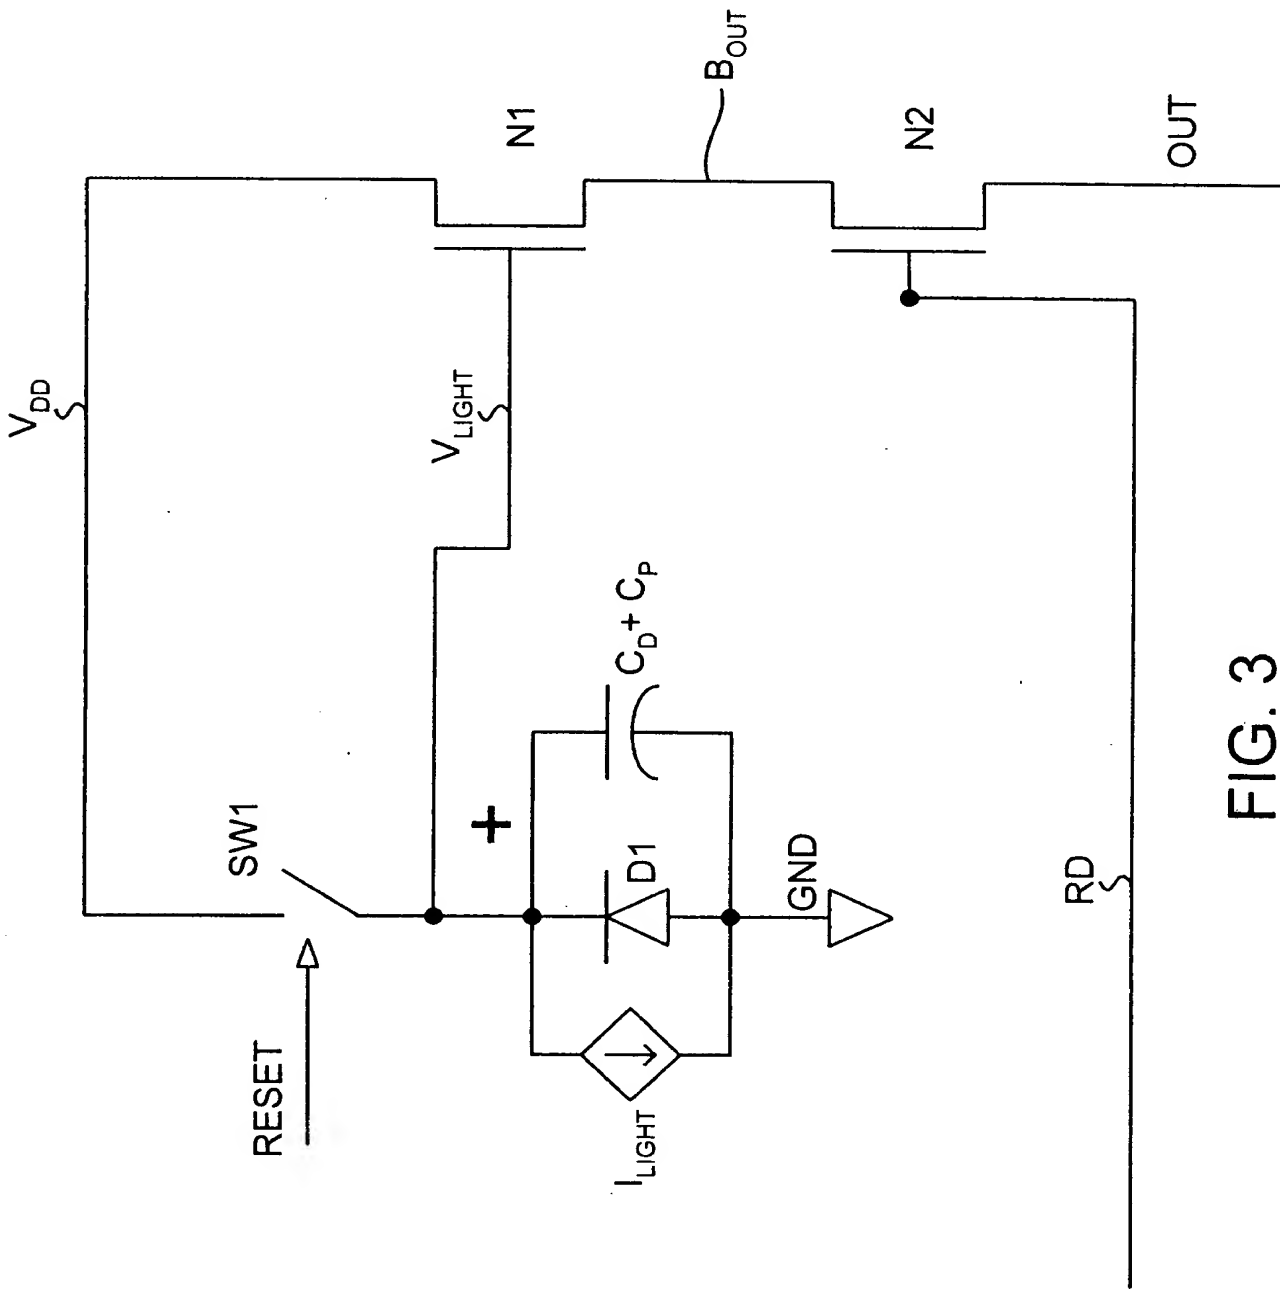 V_DD
B_OUT
N1
V_LIGHT
N2
OUT
C_D + C_P
SW1
+
D1
GND
RD
RESET
I_LIGHT
FIG. 3